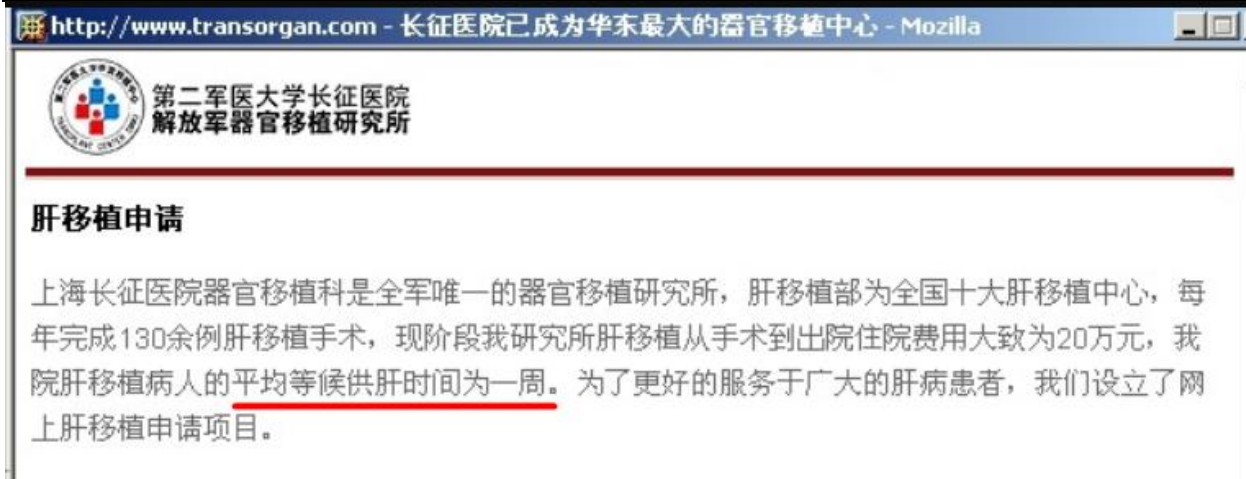 http://www.transorgan.com - 长征医院已成为华东最大的器官移植中心 - Mozilla
第二军医大学长征医院
解放军器官移植研究所
肝移植申请
上海长征医院器官移植科是全军唯一的器官移植研究所，肝移植部为全国十大肝移植中心，每
年完成130余例肝移植手术，现阶段我研究所肝移植从手术到出院住院费用大致为20万元，我
院肝移植病人的平均等候供肝时间为一周。为了更好的服务于广大的肝病患者，我们设立了网
上肝移植申请项目。